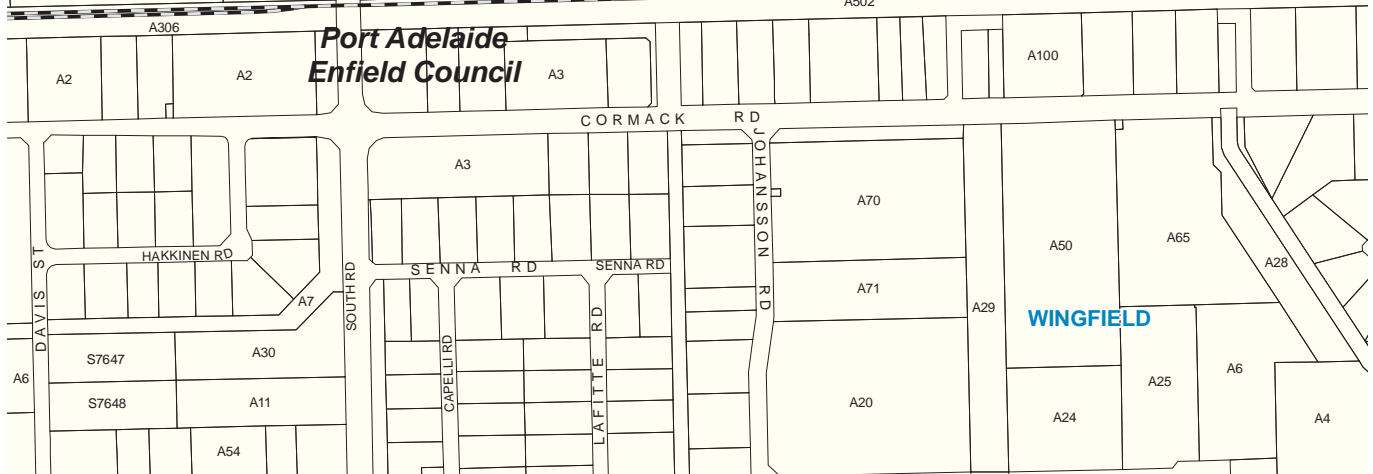 A502
A306
Port Adelaide
Enfield Council
A2
A2
A3
A100
CORMACK RD
JOHANSSON RD
A3
A70
A50
A65
DAVIS ST
HAKKINEN RD
SOUTH RD
SENNA RD
SENNA RD
A28
A71
A7
A29
WINGFIELD
CAPELLI RD
LAFITTE RD
S7647
A30
A6
A25
A6
S7648
A11
A20
A24
A4
A54